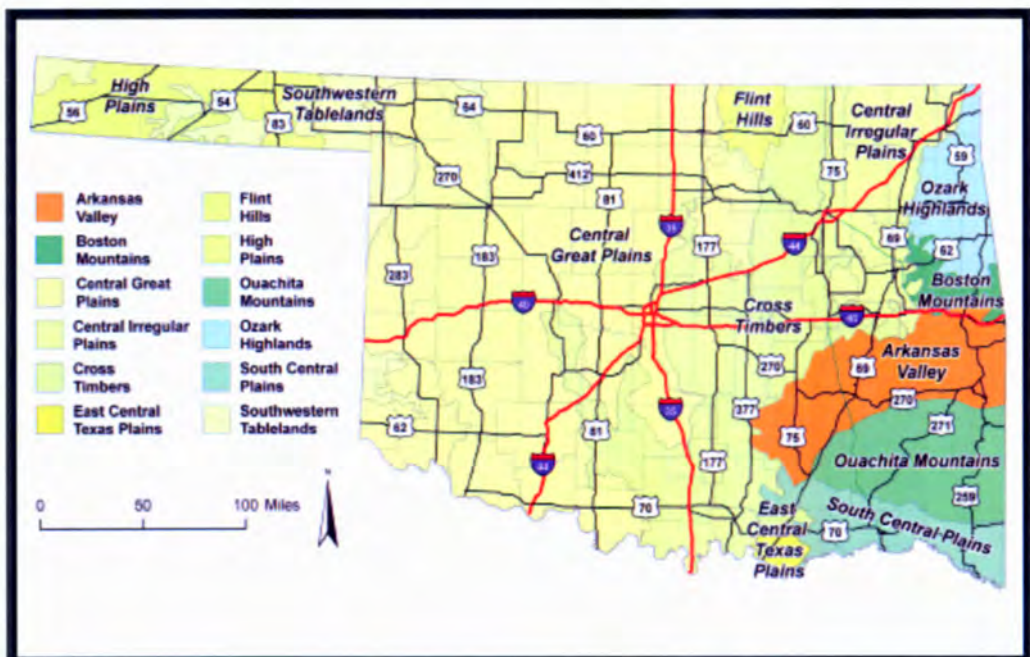 High
Plains
Southwestern
Tablelands
Flint
Hills
Central
Irregular
Plains
Ozark
Highlands
Central
Great Plains
Cross
Timbers
Boston
Mountains
Arkansas
Valley
Ouachita Mountains
South Central Plains
East
Central
Texas
Plains
56
54
83
64
60
60
59
270
412
81
75
35
177
44
69
62
283
183
40
40
183
270
69
270
377
271
62
81
35
75
177
259
44
70
70
Arkansas
Valley
Boston
Mountains
Central Great
Plains
Central Irregular
Plains
Cross
Timbers
East Central
Texas Plains
Flint
Hills
High
Plains
Ouachita
Mountains
Ozark
Highlands
South Central
Plains
Southwestern
Tablelands
N
0 50 100 Miles